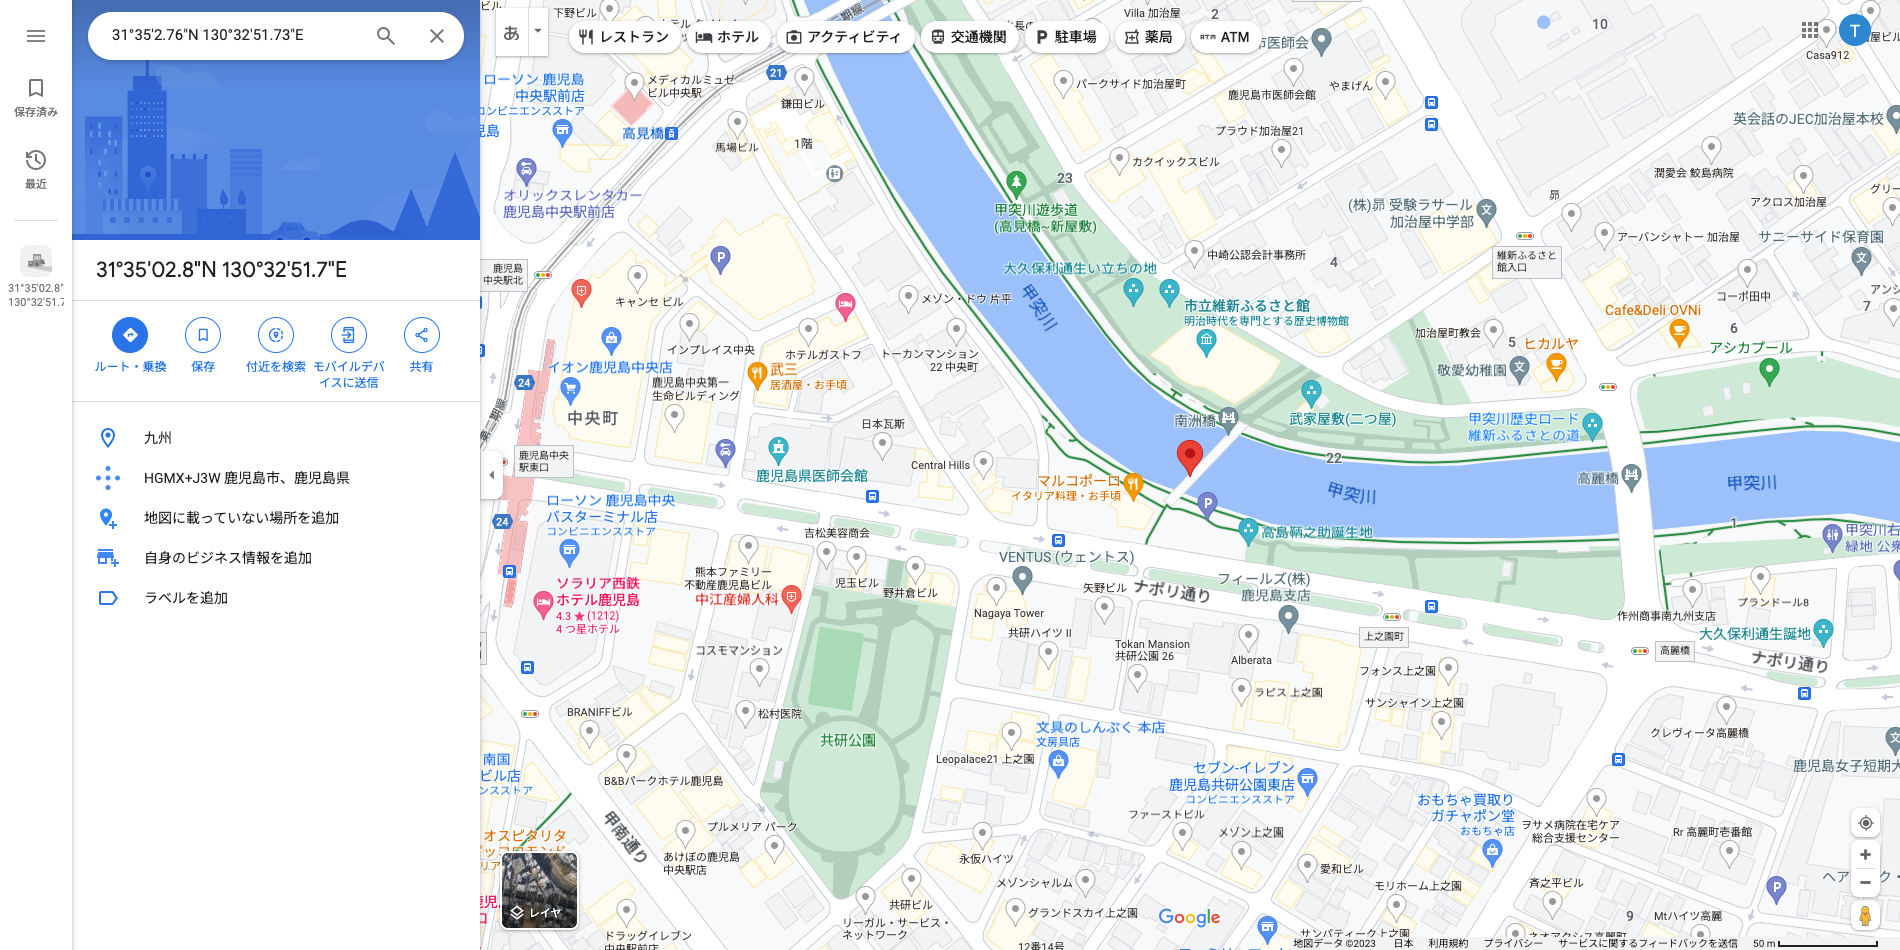 31°35'2.76"N 130°32'51.73"E
保存済み
最近
31°35'02.8"
130°32'51.7
31°35'02.8"N 130°32'51.7"E
ルート・乗換
保存
付近を検索
モバイルデバ
イスに送信
共有
九州
HGMX+J3W 鹿児島市、鹿児島県
地図に載っていない場所を追加
自身のビジネス情報を追加
ラベルを追加
あ
レストラン
ホテル
アクティビティ
交通機関
駐車場
薬局
ATM
T
下野ビル
Villa 加治屋
2
10
市医師会
Casa912
ローソン 鹿児島
中央駅前店
コンビニエンスストア
メディカルミュゼ
ビル中央駅
21
鎌田ビル
高見橋
馬場ビル
1階
パークサイド加治屋町
鹿児島市医師会館
やまげん
プラウド加治屋21
カクイックスビル
英会話のJEC加治屋本校
潤愛会 鮫島病院
アクロス加治屋
オリックスレンタカー
鹿児島中央駅前店
23
甲突川遊歩道
(高見橋~新屋敷)
昴
(株)昴 受験ラサール
加治屋中学部
アーバンシャトー 加治屋
サニーサイド保育園
維新ふるさと
館入口
中崎公認会計事務所
4
大久保利通生い立ちの地
甲突川
市立維新ふるさと館
明治時代を専門とする歴史博物館
鹿児島
中央駅北
キャンセ ビル
メゾン・ドウ 片平
コーポ田中
7
Cafe&Deli OVNi
6
加治屋町教会
5
ヒカルヤ
アシカプール
敬愛幼稚園
インプレイス中央
ホテルガストフ
トーカンマンション
22 中央町
イオン鹿児島中央店
武三
居酒屋・お手頃
鹿児島中央第一
生命ビルディング
24
中央町
日本瓦斯
南洲橋
武家屋敷(二つ屋)
甲突川歴史ロード
維新ふるさとの道
鹿児島中央
駅東口
鹿児島県医師会館
Central Hills
マルコポーロ
イタリア料理・お手頃
22
甲突川
高麗橋
甲突川
1
ローソン 鹿児島中央
バスターミナル店
コンビニエンスストア
24
吉松美容商会
高島鞆之助誕生地
甲突川右
緑地 公衆
VENTUS (ウェントス)
熊本ファミリー
不動産鹿児島ビル
中江産婦人科
児玉ビル
野井倉ビル
矢野ビル
ナポリ通り
フィールズ(株)
鹿児島支店
ソラリア西鉄
ホテル鹿児島
4.3 ★ (1212)
4 つ星ホテル
Nagaya Tower
共研ハイツ II
Tokan Mansion
共研公園 26
Alberata
上之園町
作州商事南九州支店
プランドール8
大久保利通生誕地
高麗橋
ナポリ通り
コスモマンション
フォンス上之園
ラピス 上之園
サンシャイン上之園
BRANIFFビル
松村医院
共研公園
文具のしんぷく 本店
文房具店
クレヴィータ高麗橋
Leopalace21 上之園
鹿児島女子短期大
南国
ビル店
ンスストア
B&Bパークホテル鹿児島
セブン-イレブン
鹿児島共研公園東店
コンビニエンスストア
おもちゃ買取り
ガチャポン堂
おもちゃ店
ファーストビル
ヲサメ病院在宅ケア
総合支援センター
Rr 高麗町壱番館
オスピタリタ
甲南通り
プルメリア パーク
メゾン上之園
あけぼの鹿児島
中央駅店
永仮ハイツ
愛和ビル
メゾンシャルム
モリホーム上之園
斉之平ビル
共研ビル
グランドスカイ上之園
リーガル・サービス・
ネットワーク
9
Mtハイツ高麗
レイヤ
ドラッグイレブン
中央駅前店
12番14号
サンパティーク上之園
ネオアクシス高麗町
Google
地図データ ©2023
日本
利用規約
プライバシー
サービスに関するフィードバックを送信
50 m